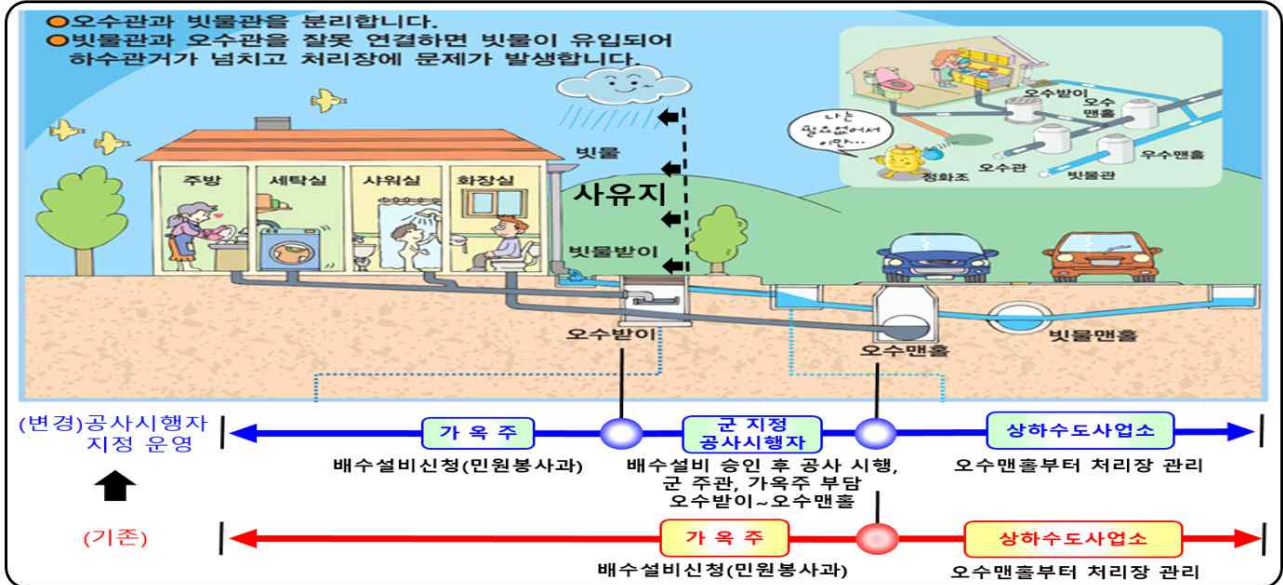 ●오수관과 빗물관을 분리합니다.
●빗물관과 오수관을 잘못 연결하면 빗물이 유입되어
하수관거가 넘치고 처리장에 문제가 발생합니다.
오수받이
오수
맨홀
나는
필요없어서
이만...
우수맨홀
정화조
오수관
빗물관
빗물
사유지
주방
세탁실
샤워실
화장실
빗물받이
오수받이
오수맨홀
빗물맨홀
(변경)공사시행자
지정 운영
가 옥 주
군 지정
공사시행자
상하수도사업소
배수설비신청(민원봉사과)
배수설비 승인 후 공사 시행,
군 주관, 가옥주 부담
오수받이~오수맨홀
오수맨홀부터 처리장 관리
(기존)
가 옥 주
상하수도사업소
배수설비신청(민원봉사과)
오수맨홀부터 처리장 관리